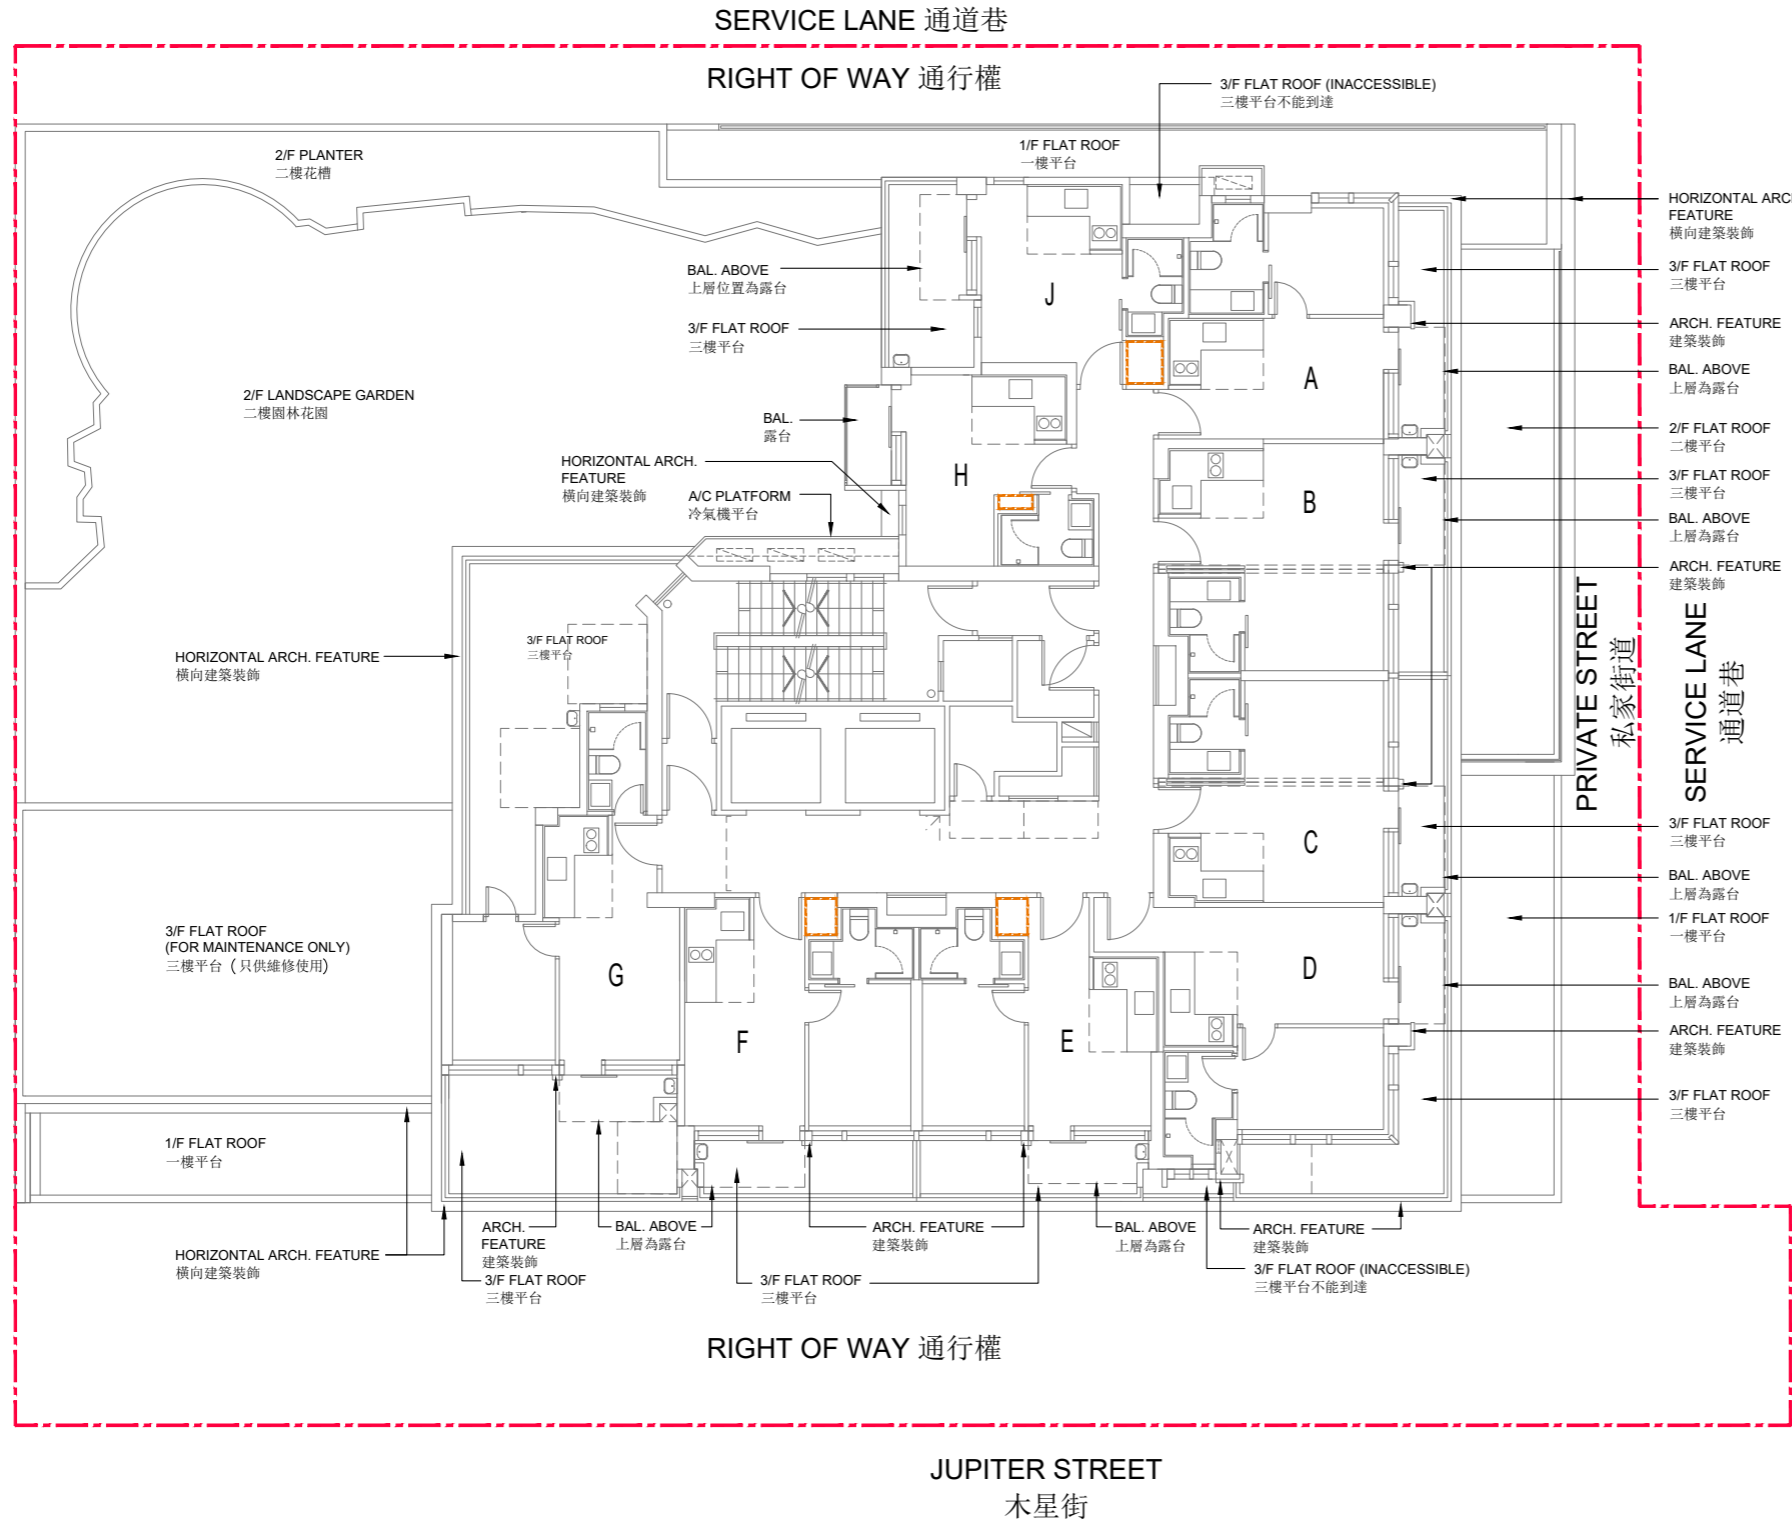 SERVICE LANE 通道巷
RIGHT OF WAY 通行權
3/F FLAT ROOF (INACCESSIBLE)
三樓平台不能到達
2/F PLANTER
二樓花槽
1/F FLAT ROOF
一樓平台
HORIZONTAL ARC
FEATURE
橫向建築裝飾
BAL. ABOVE
上層位置為露台
3/F FLAT ROOF
三樓平台
J
3/F FLAT ROOF
三樓平台
ARCH. FEATURE
建築裝飾
A
BAL. ABOVE
上層為露台
2/F LANDSCAPE GARDEN
二樓園林花園
BAL.
露台
2/F FLAT ROOF
二樓平台
HORIZONTAL ARCH.
FEATURE
橫向建築裝飾
A/C PLATFORM
冷氣機平台
H
B
3/F FLAT ROOF
三樓平台
BAL. ABOVE
上層為露台
ARCH. FEATURE
建築裝飾
PRIVATE STREET
私家街道
SERVICE LANE
通道巷
3/F FLAT ROOF
三樓平台
HORIZONTAL ARCH. FEATURE
橫向建築裝飾
C
3/F FLAT ROOF
三樓平台
BAL. ABOVE
上層為露台
1/F FLAT ROOF
一樓平台
3/F FLAT ROOF
(FOR MAINTENANCE ONLY)
三樓平台 (只供維修使用)
G
D
BAL. ABOVE
上層為露台
ARCH. FEATURE
建築裝飾
F
E
3/F FLAT ROOF
三樓平台
1/F FLAT ROOF
一樓平台
X
HORIZONTAL ARCH. FEATURE
橫向建築裝飾
ARCH.
FEATURE
建築裝飾
BAL. ABOVE
上層為露台
ARCH. FEATURE
建築裝飾
BAL. ABOVE
上層為露台
ARCH. FEATURE
建築裝飾
3/F FLAT ROOF
三樓平台
3/F FLAT ROOF
三樓平台
3/F FLAT ROOF (INACCESSIBLE)
三樓平台不能到達
RIGHT OF WAY 通行權
JUPITER STREET
木星街